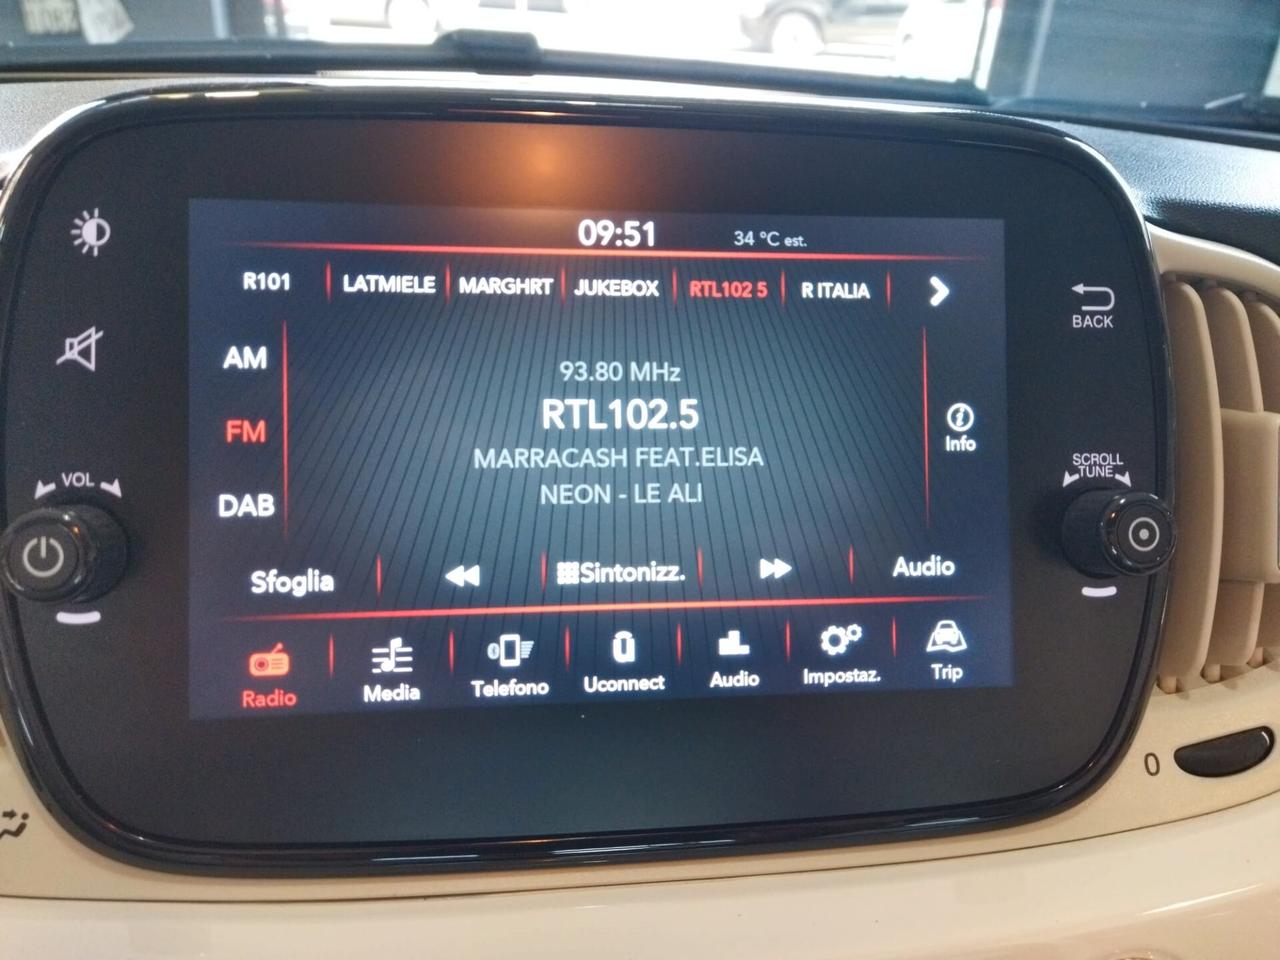 09:51 34 °C est.
R101 LATMIELE MARGHRT JUKEBOX RTL102 5 R ITALIA
BACK
AM
93.80 MHz
RTL102.5
FM
Info
MARRACASH FEAT.ELISA
SCROLL
TUNE
VOL
NEON - LE ALI
DAB
Sfoglia Sintonizz. Audio
Radio Media Telefono Uconnect Audio Impostaz. Trip
0